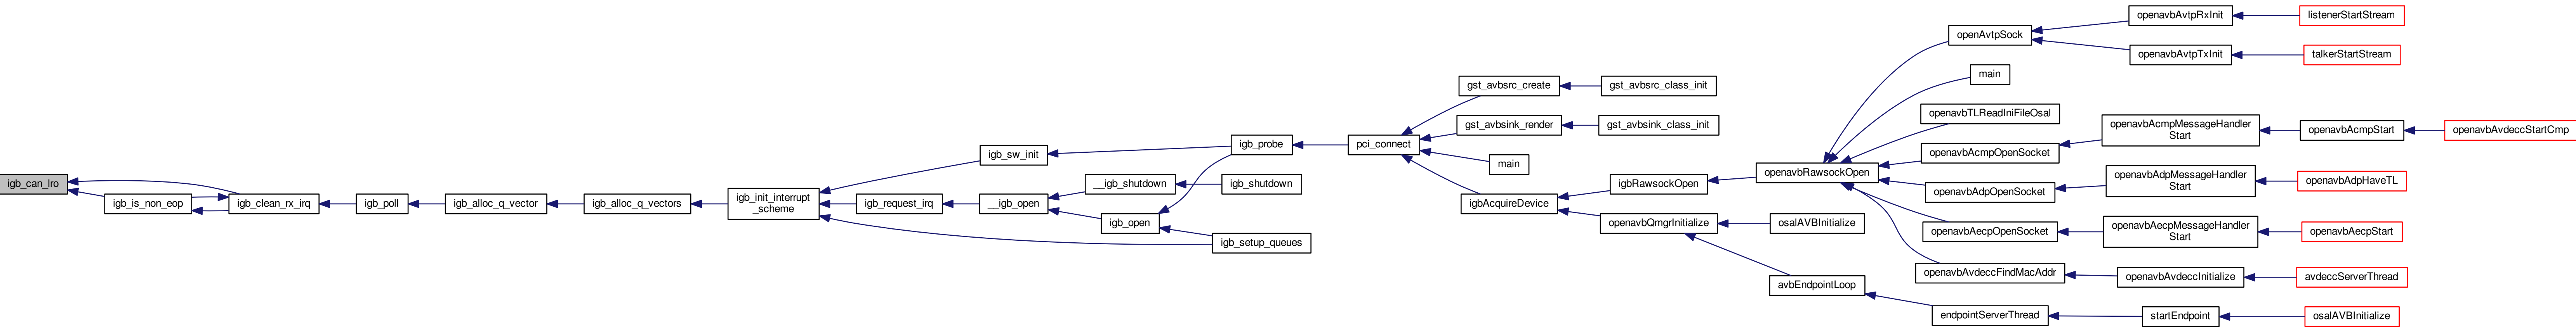 igb_can_lro
igb_is_non_eop
igb_clean_rx_irq
igb_poll
igb_alloc_q_vector
igb_alloc_q_vectors
igb_init_interrupt
_scheme
igb_sw_init
igb_request_irq
__igb_open
__igb_shutdown
igb_open
igb_shutdown
igb_setup_queues
igb_probe
pci_connect
gst_avbsrc_create
gst_avbsrc_class_init
gst_avbsink_render
gst_avbsink_class_init
main
igbAcquireDevice
igbRawsockOpen
openavbQmgrInitialize
osalAVBInitialize
avbEndpointLoop
openavbRawsockOpen
openAvtpSock
openavbAvtpRxInit
listenerStartStream
openavbAvtpTxInit
talkerStartStream
main
openavbTLReadIniFileOsal
openavbAcmpOpenSocket
openavbAcmpMessageHandler
Start
openavbAcmpStart
openavbAvdeccStartCmp
openavbAdpOpenSocket
openavbAdpMessageHandler
Start
openavbAdpHaveTL
openavbAecpOpenSocket
openavbAecpMessageHandler
Start
openavbAecpStart
openavbAvdeccFindMacAddr
openavbAvdeccInitialize
avdeccServerThread
endpointServerThread
startEndpoint
osalAVBInitialize